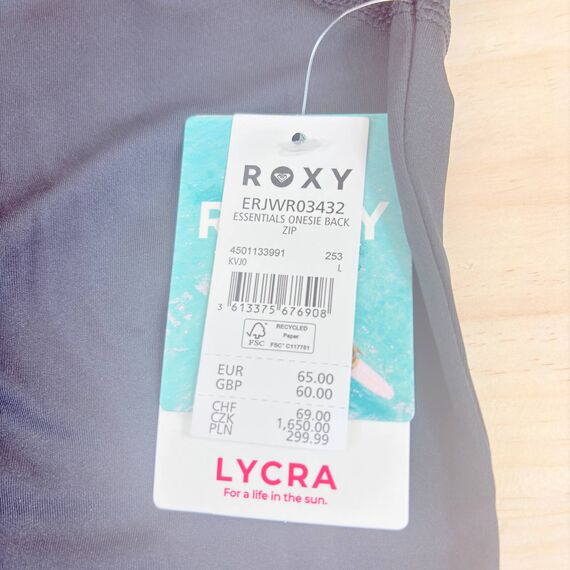 ROXY
ERJWR03432
ESSENTIALS ONESIE BACK
ZIP
4501133991 253
KVJ0 L
3 613375 676908
FSC
RECYCLED
Paper
FSC® C117781
EUR 65.00
GBP 60.00
CHF 69.00
CZK 1,650.00
PLN 299.99
R Y
LYCRA
For a life in the sun.